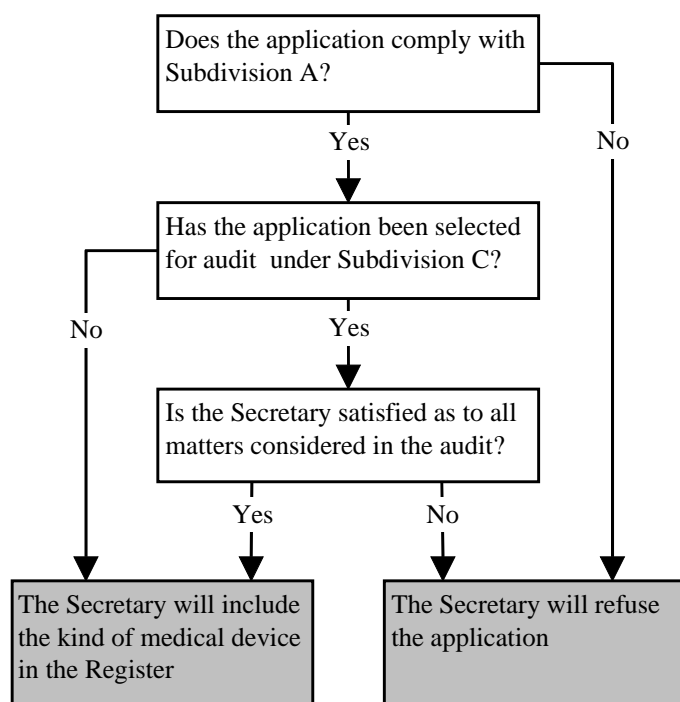 Does the application comply with
Subdivision A?
Yes
No
Has the application been selected
for audit under Subdivision C?
No
Yes
Is the Secretary satisfied as to all
matters considered in the audit?
Yes
No
The Secretary will include
the kind of medical device
in the Register
The Secretary will refuse
the application